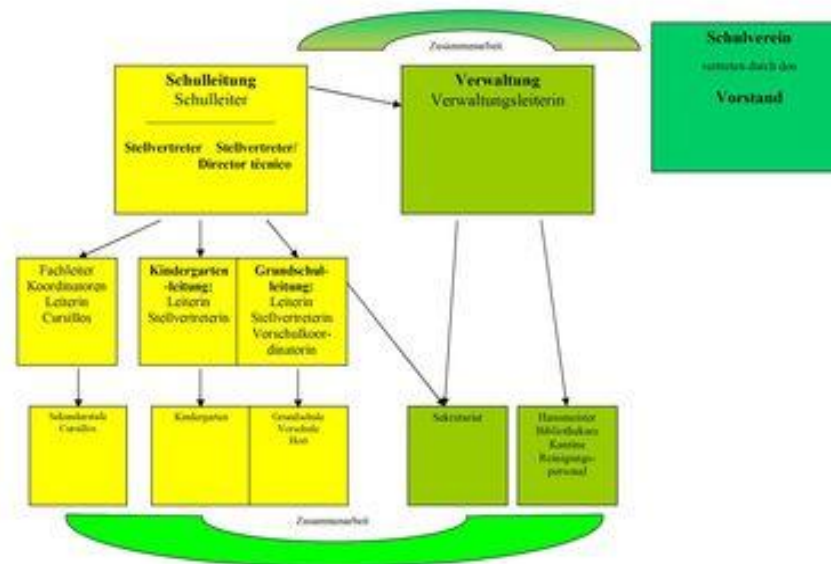 Zusammenarbeit
Schulverein
vertreten durch den
Vorstand
Schulleitung
Schulleiter
Stellvertreter Stellvertreter/
Director técnico
Verwaltung
Verwaltungsleiterin
Fachleiter
Koordinatoren
Leiterin
Cursillos
Kindergarten
-leitung:
Leiterin
Stellvertreterin
Grundschul-
leitung:
Leiterin
Stellvertreterin
Vorschulkoor-
dinatorin
Sekundarstufe
Cursillos
Kindergarten
Grundschule
Vorschule
Hort
Sekretariat
Hausmeister
Bibliothekare
Kantine
Reinigungs-
personal
Zusammenarbeit